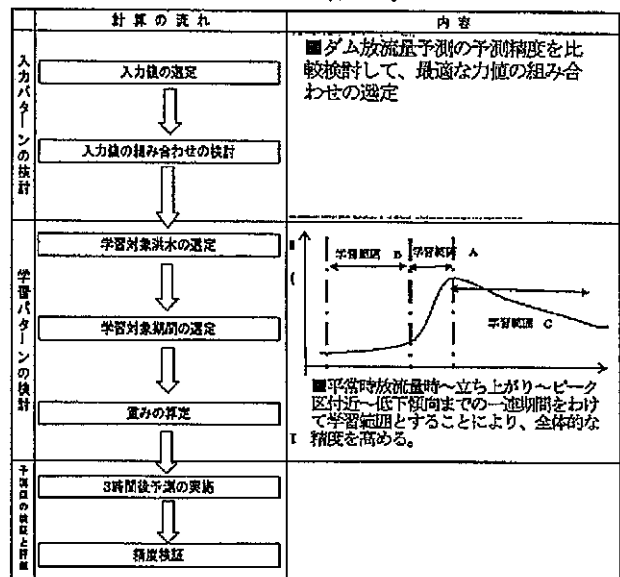 計算の流れ
内容
入力パターンの検討
入力値の選定
入力値の組み合わせの検討
■ダム放流量予測の予測精度を比
較検討して、最適な力値の組み合
わせの選定
学習パターンの検討
学習対象洪水の選定
学習対象期間の選定
重みの算定
学習範囲 B
学習範囲 A
学習範囲 C
■平常時放流量時～立ち上がり～ピーク
区付近～低下傾向までの一連期間をわけ
て学習範囲とすることにより、全体的な
精度を高める。
予測値の検証と評価
3時間後予測の実施
精度検証